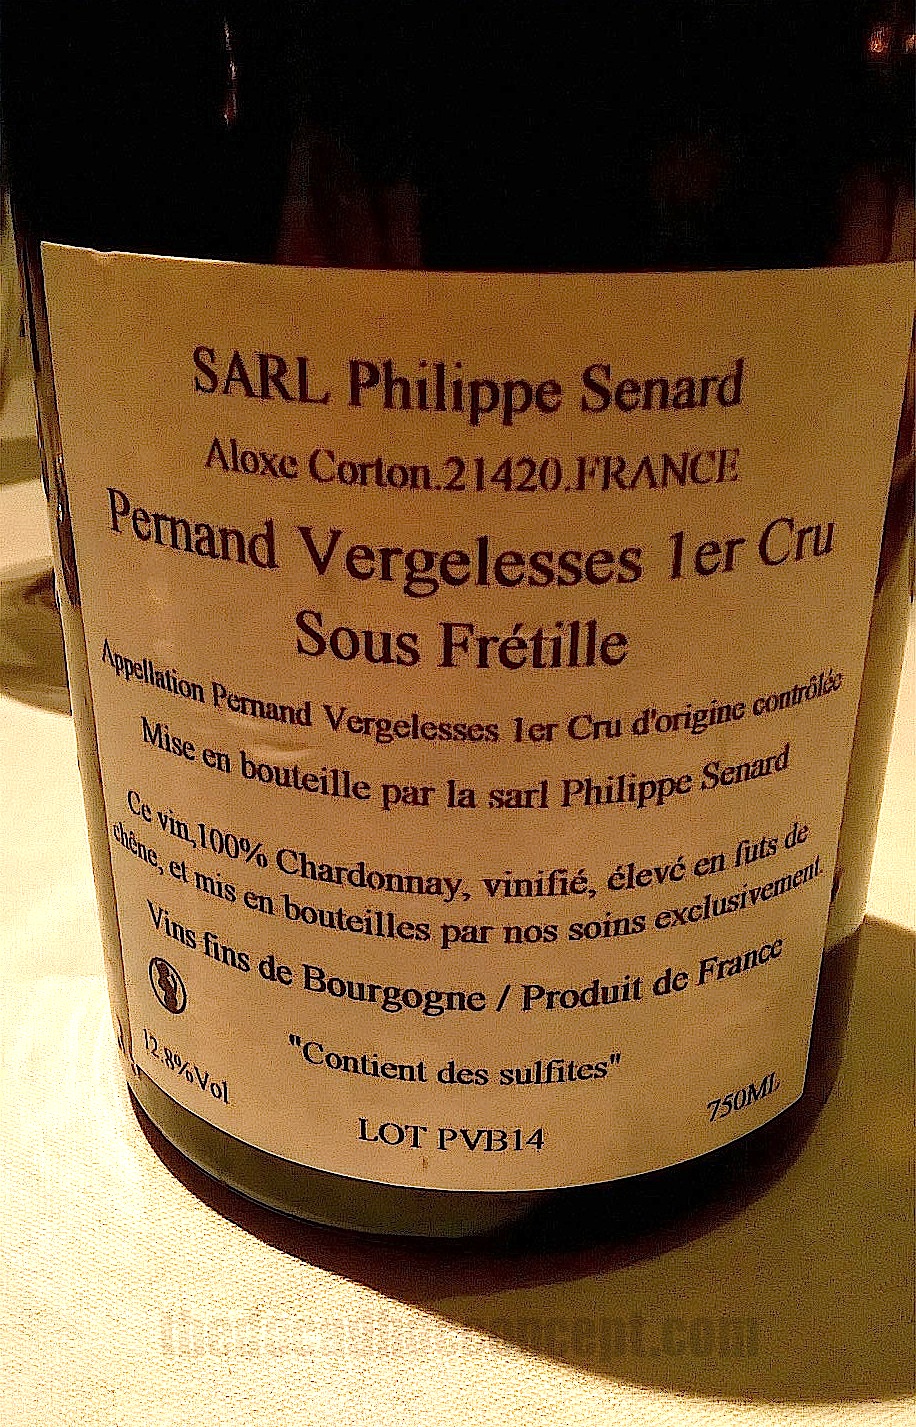 SARL Philippe Senard
Aloxe Corton.21420.FRANCE
Pernand Vergelesses 1er Cru
Sous Frétille
Appellation Pernand Vergelesses 1er Cru d'origine contrôlée
Mise en bouteille par la sarl Philippe Senard
Ce vin,100% Chardonnay, vinifié, élevé en futs de
chêne, et mis en bouteilles par nos soins exclusivement.
Vins fins de Bourgogne / Produit de France
"Contient des sulfites"
12.8%Vol
750ML
LOT PVB14